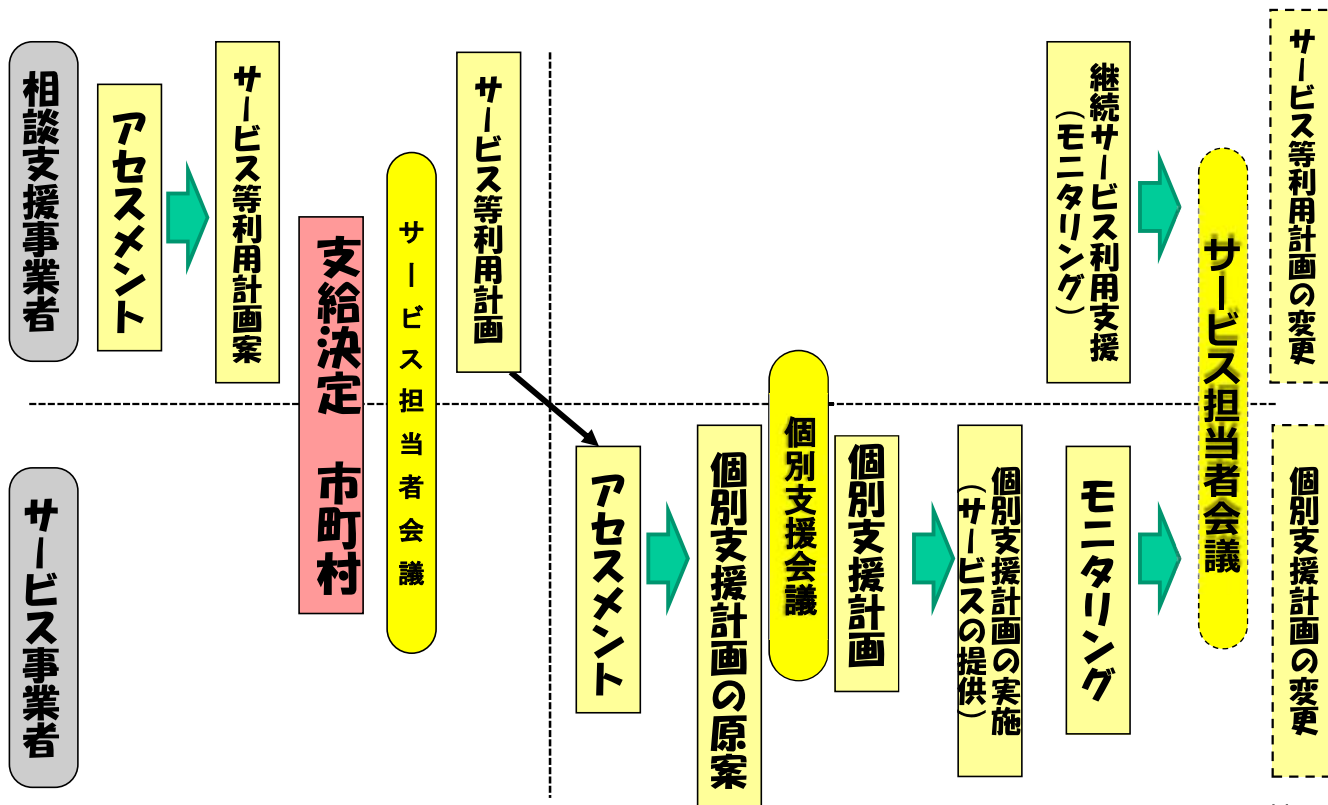 相談支援事業者
アセスメント
サービス等利用計画案
支給決定 市町村
サービス担当者会議
サービス等利用計画
継続サービス利用支援
(モニタリング)
サービス担当者会議
サービス等利用計画の変更
サービス事業者
アセスメント
個別支援計画の原案
個別支援会議
個別支援計画
個別支援計画の実施
(サービスの提供)
モニタリング
個別支援計画の変更